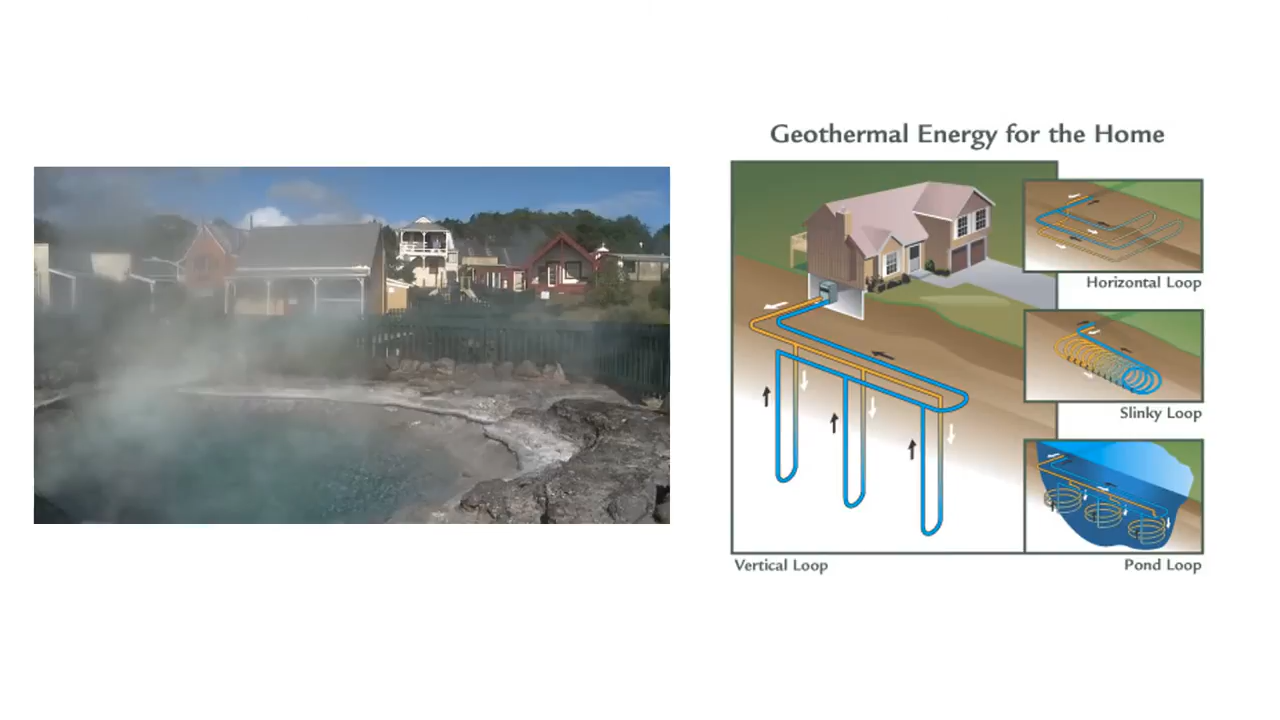 Geothermal Energy for the Home
Horizontal Loop
Slinky Loop
Vertical Loop
Pond Loop